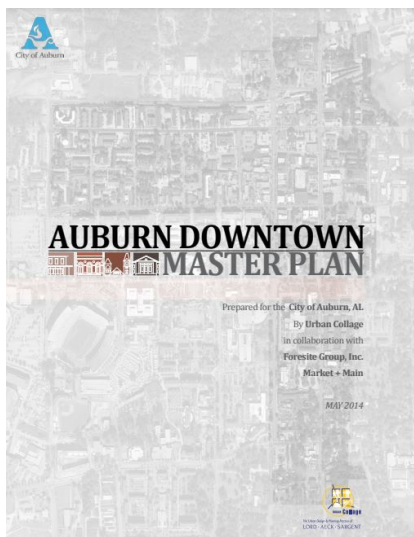 City of Auburn
AUBURN DOWNTOWN
MASTER PLAN
Prepared for the City of Auburn, AL
By Urban Collage
in collaboration with
Foresite Group, Inc.
Market + Main
MAY 2014
Collage
LORD · AECK · SARGENT